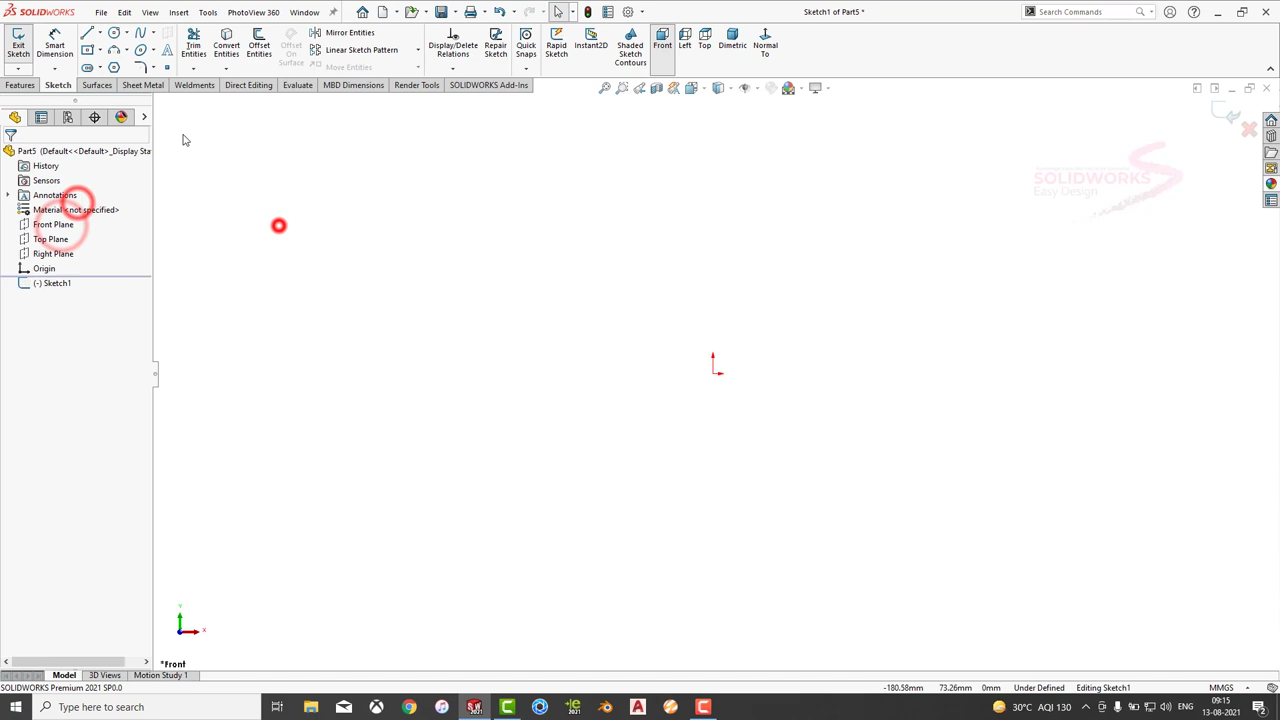 SOLIDWORKS File Edit View Insert Tools PhotoView 360 Window Sketch1 of Part5 * Search Commands
Exit Sketch Smart Dimension Trim Entities Convert Entities Offset Entities Offset On Surface Mirror Entities Linear Sketch Pattern Move Entities Display/Delete Relations Repair Sketch Quick Snaps Rapid Sketch Instant2D Shaded Sketch Contours Front Left Top Dimetric Normal To
Features Sketch Surfaces Sheet Metal Weldments Direct Editing Evaluate MBD Dimensions Render Tools SOLIDWORKS Add-Ins
Part5 (Default<<Default>_Display Sta
History
Sensors
Annotations
Material <not specified>
Front Plane
Top Plane
Right Plane
Origin
(-) Sketch1
SOLIDWORKS
Easy Design
Y
X
*Front
Model 3D Views Motion Study 1
SOLIDWORKS Premium 2021 SP0.0 -180.58mm 73.26mm 0mm Under Defined Editing Sketch1 MMGS
Type here to search 30°C AQI 130 ENG 09:15
13-08-2021